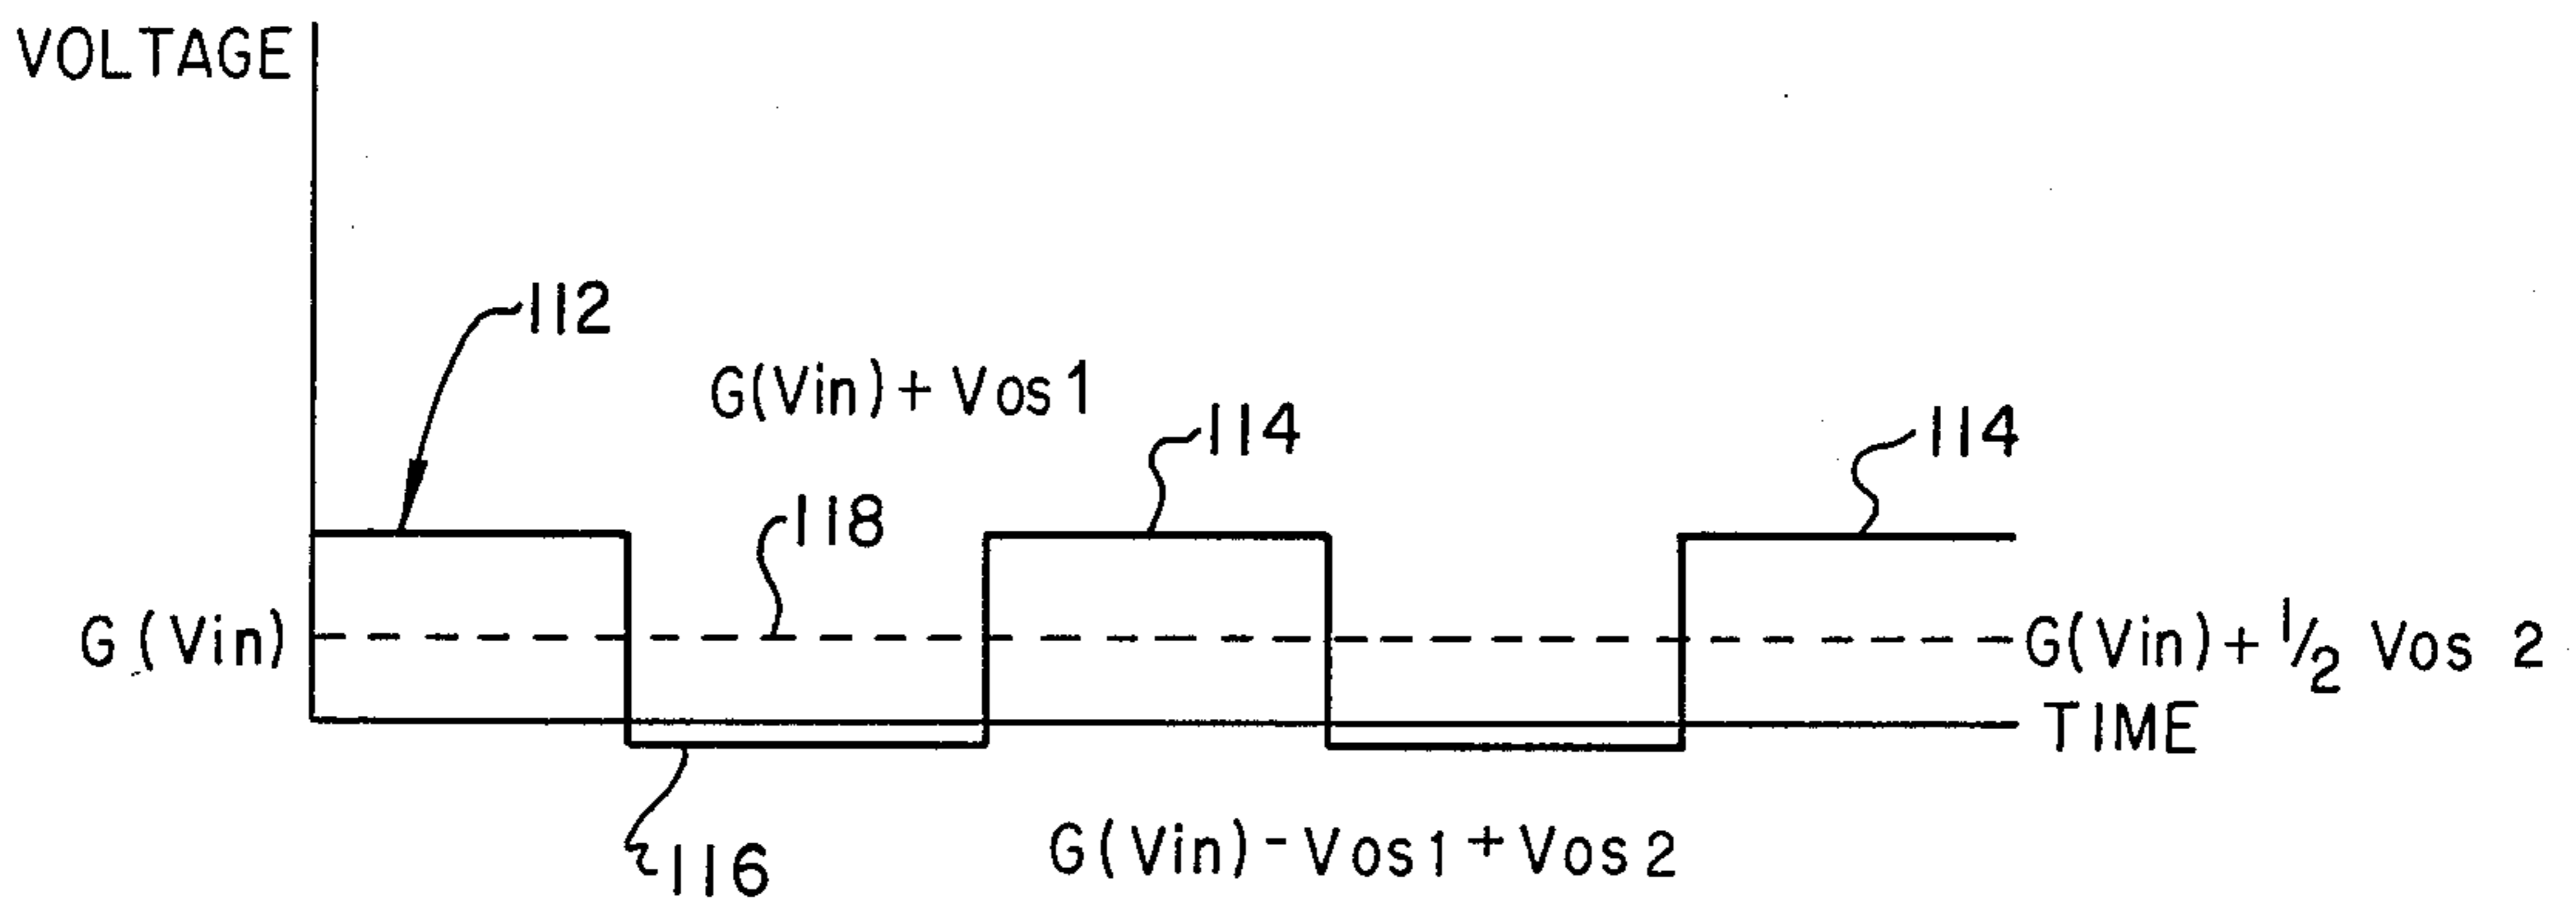 VOLTAGE
112
G(Vin) + Vos 1
114
114
118
G (Vin)
G(Vin) + 1/2 Vos 2
TIME
116
G(Vin) - Vos 1 + Vos 2